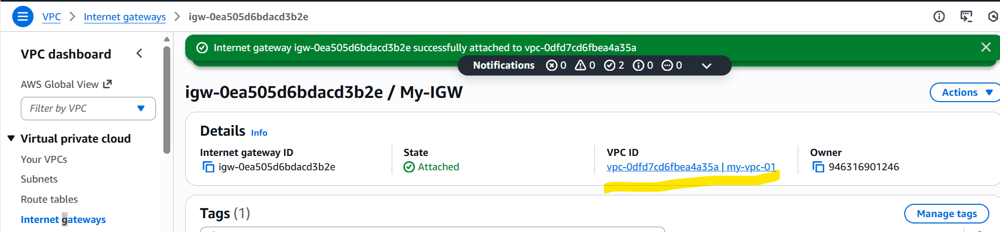 VPC > Internet gateways > igw-0ea505d6bdacd3b2e
VPC dashboard
AWS Global View
Filter by VPC
Virtual private cloud
Your VPCs
Subnets
Route tables
Internet gateways
Internet gateway igw-0ea505d6bdacd3b2e successfully attached to vpc-0dfd7cd6fbea4a35a
Notifications 0 0 2 0 0
igw-0ea505d6bdacd3b2e / My-IGW
Actions
Details Info
Internet gateway ID
igw-0ea505d6bdacd3b2e
State
Attached
VPC ID
vpc-0dfd7cd6fbea4a35a | my-vpc-01
Owner
946316901246
Tags (1)
Manage tags